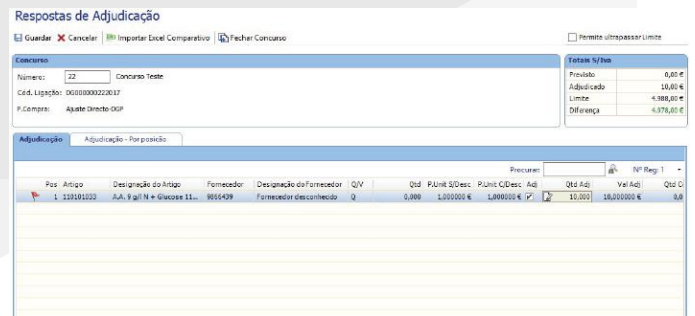 Respostas de Adjudicação
Guardar Cancelar Importar Excel Comparativo Fechar Concurso Permite ultrapassar Limite
Concurso Totais S/Iva
Número: 22 Concurso Teste Previsto 0,00 €
Adjudicado 10,00 €
Cód. Ligação: DG000000222017 Limite 4.988,00 €
P.Compra: Ajuste Directo-DGP Diferença 4.978,00 €
Adjudicação Adjudicação - Por posição
Procurar: Nº Reg: 1
Pos Artigo Designação do Artigo Fornecedor Designação do Fornecedor Q/V Qtd P.Unit S/Desc P.Unit C/Desc Adj Qtd Adj Val Adj Qtd C
1 110101033 A.A. 9 g/l N + Glucose 11... 9866439 Fornecedor desconhecido Q 0,000 1,000000 € 1,000000 € 10,000 10,000000 € 0,0